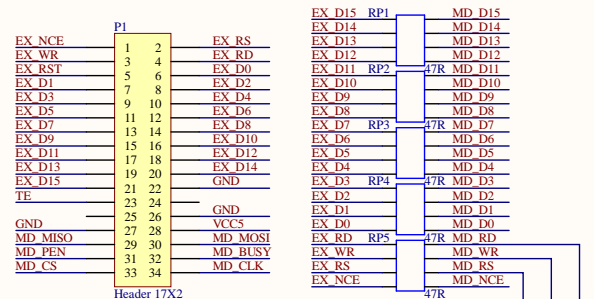 P1
EX_NCE 1 2 EX_RS
EX_WR 3 4 EX_RD
EX_RST 5 6 EX_D0
EX_D1 7 8 EX_D2
EX_D3 9 10 EX_D4
EX_D5 11 12 EX_D6
EX_D7 13 14 EX_D8
EX_D9 15 16 EX_D10
EX_D11 17 18 EX_D12
EX_D13 19 20 EX_D14
EX_D15 21 22 GND
TE 23 24
25 26 GND
GND 27 28 VCC5
MD_MISO 29 30 MD_MOSI
MD_PEN 31 32 MD_BUSY
MD_CS 33 34 MD_CLK
Header 17X2
EX_D15 RP1 MD_D15
EX_D14 MD_D14
EX_D13 MD_D13
EX_D12 MD_D12
EX_D11 RP2 47R MD_D11
EX_D10 MD_D10
EX_D9 MD_D9
EX_D8 MD_D8
EX_D7 RP3 47R MD_D7
EX_D6 MD_D6
EX_D5 MD_D5
EX_D4 MD_D4
EX_D3 RP4 47R MD_D3
EX_D2 MD_D2
EX_D1 MD_D1
EX_D0 MD_D0
EX_RD RP5 47R MD_RD
EX_WR MD_WR
EX_RS MD_RS
EX_NCE MD_NCE
47R